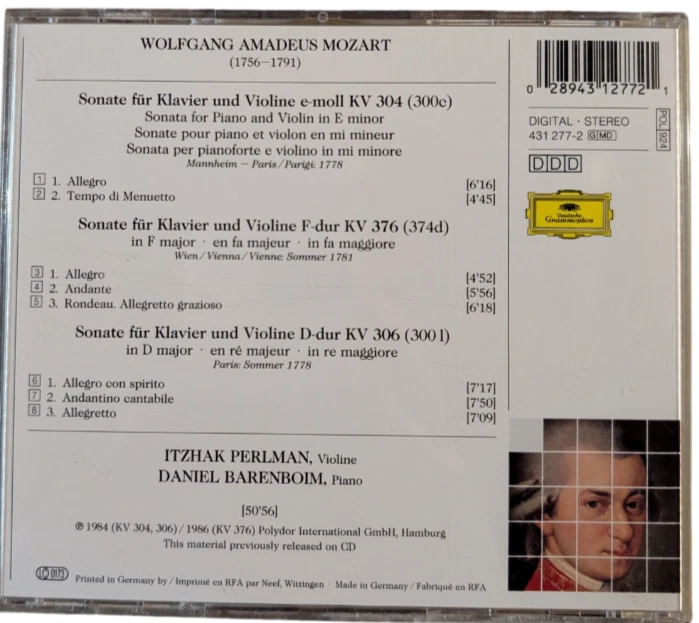 WOLFGANG AMADEUS MOZART
(1756–1791)
Sonate für Klavier und Violine e-moll KV 304 (300c)
Sonata for Piano and Violin in E minor
Sonate pour piano et violon en mi mineur
Sonata per pianoforte e violino in mi minore
Mannheim – Paris/Parigi: 1778
1 1. Allegro [6'16]
2 2. Tempo di Menuetto [4'45]
Sonate für Klavier und Violine F-dur KV 376 (374d)
in F major · en fa majeur · in fa maggiore
Wien/Vienna/Vienne: Sommer 1781
3 1. Allegro [4'52]
4 2. Andante [5'56]
5 3. Rondeau. Allegretto grazioso [6'18]
Sonate für Klavier und Violine D-dur KV 306 (300 l)
in D major · en ré majeur · in re maggiore
Paris: Sommer 1778
6 1. Allegro con spirito [7'17]
7 2. Andantino cantabile [7'50]
8 3. Allegretto [7'09]
ITZHAK PERLMAN, Violine
DANIEL BARENBOIM, Piano
[50'56]
℗ 1984 (KV 304, 306)/1986 (KV 376) Polydor International GmbH, Hamburg
This material previously released on CD
Printed in Germany by / Imprimé en RFA par Neef, Wittingen · Made in Germany / Fabriqué en RFA
0 28943 12772 1
DIGITAL · STEREO
431 277-2 GMD
POL 924
DDD
Deutsche
Grammophon